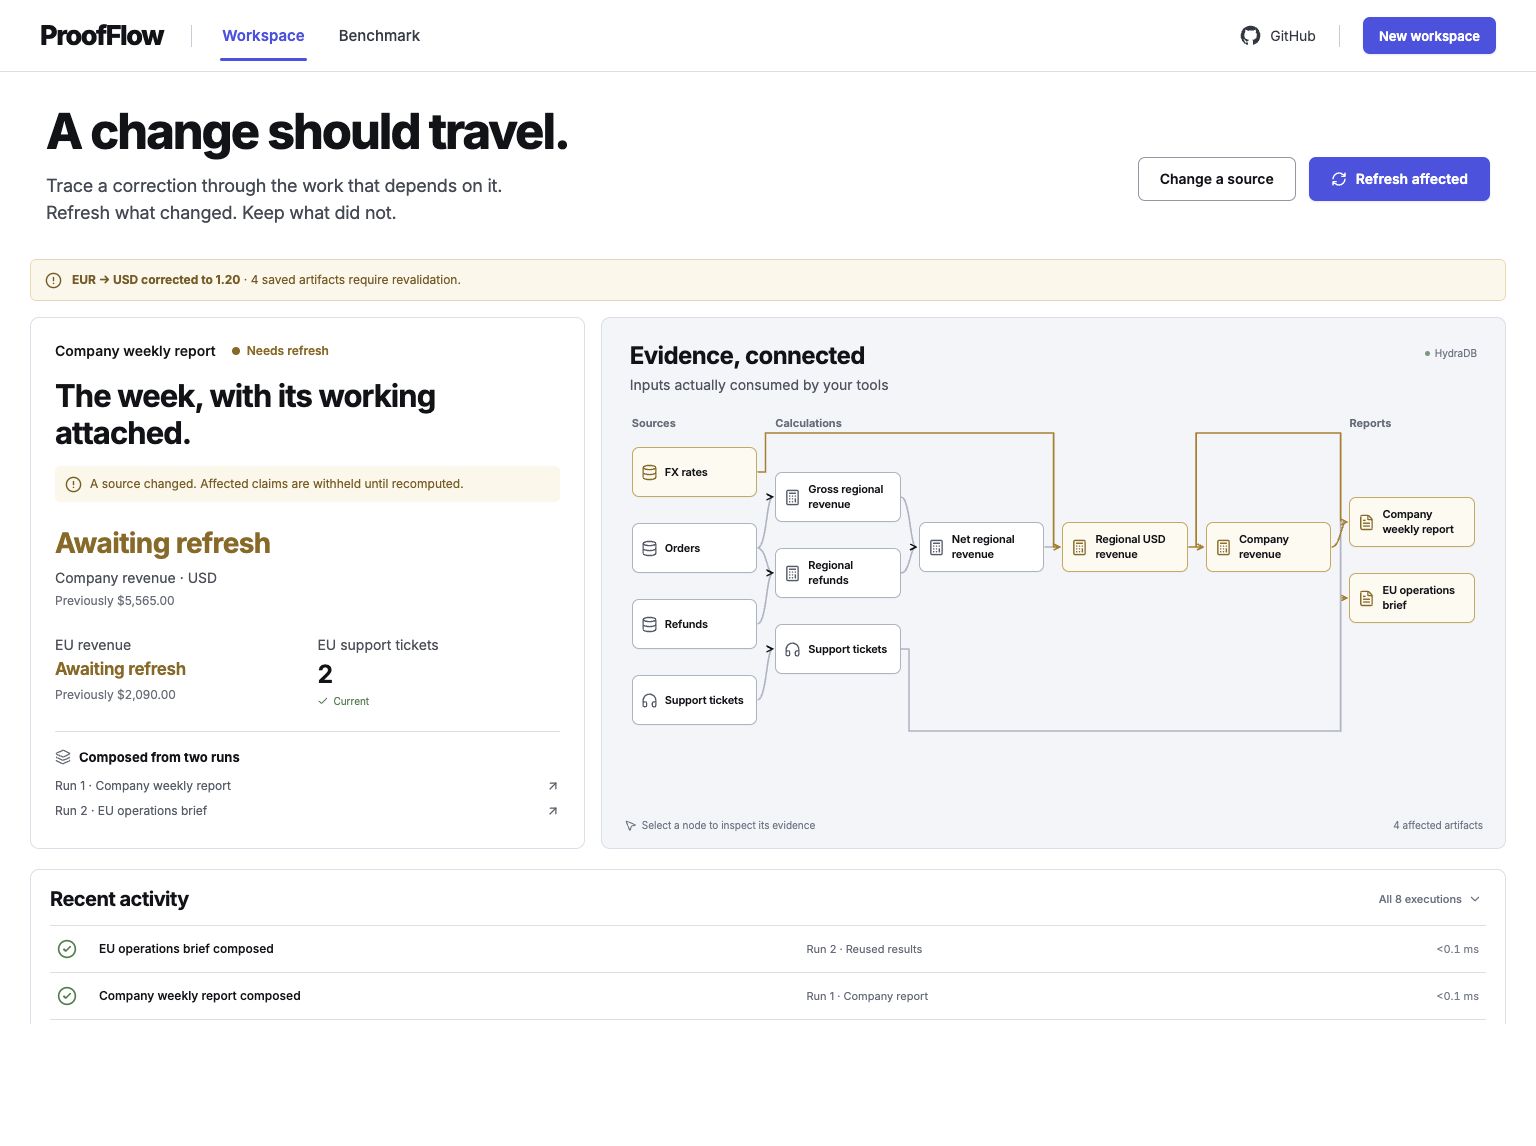 ProofFlow
Workspace
Benchmark
GitHub
New workspace
A change should travel.
Trace a correction through the work that depends on it.
Refresh what changed. Keep what did not.
Change a source
Refresh affected
EUR → USD corrected to 1.20 · 4 saved artifacts require revalidation.
Company weekly report
Needs refresh
The week, with its working
attached.
A source changed. Affected claims are withheld until recomputed.
Awaiting refresh
Company revenue · USD
Previously $5,565.00
EU revenue
Awaiting refresh
Previously $2,090.00
EU support tickets
2
Current
Composed from two runs
Run 1 · Company weekly report
Run 2 · EU operations brief
Evidence, connected
HydraDB
Inputs actually consumed by your tools
Sources
Calculations
Reports
FX rates
Orders
Refunds
Support tickets
Gross regional
revenue
Regional
refunds
Support tickets
Net regional
revenue
Regional USD
revenue
Company
revenue
Company
weekly report
EU operations
brief
Select a node to inspect its evidence
4 affected artifacts
Recent activity
All 8 executions
EU operations brief composed
Run 2 · Reused results
<0.1 ms
Company weekly report composed
Run 1 · Company report
<0.1 ms